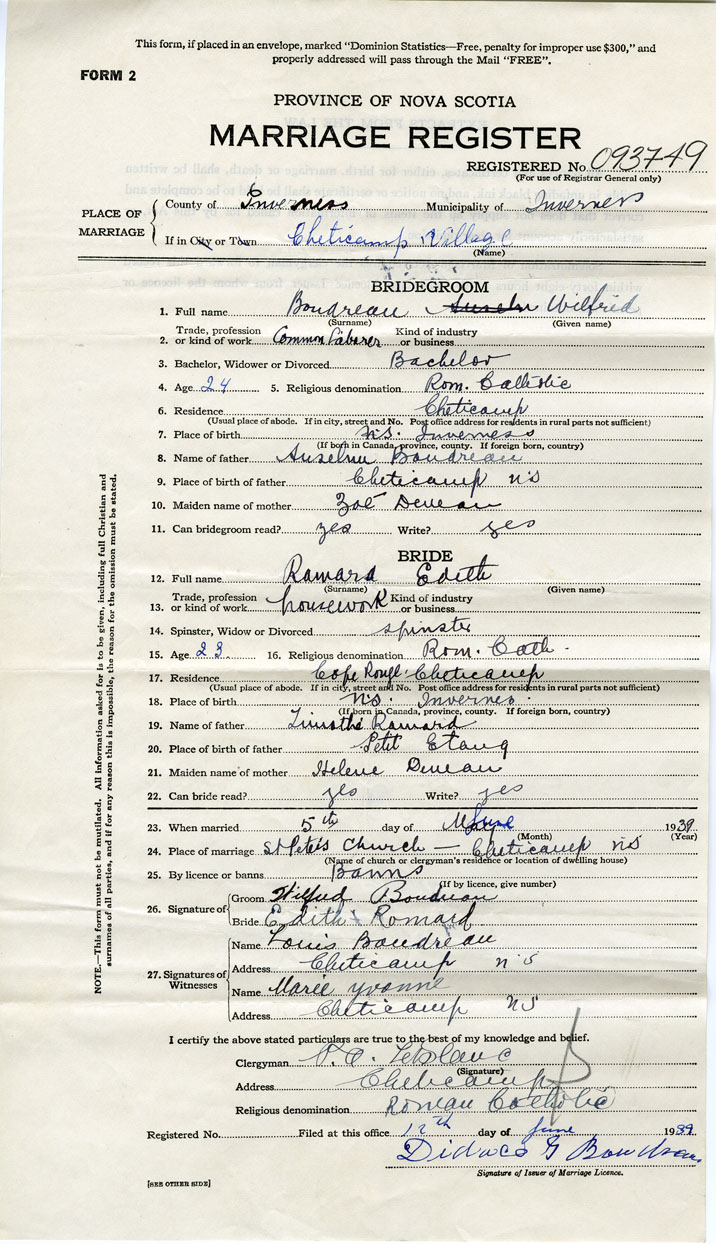 This form, if placed in an envelope, marked "Dominion Statistics—Free, penalty for improper use $300," and
properly addressed will pass through the Mail "FREE".
FORM 2
PROVINCE OF NOVA SCOTIA
MARRIAGE REGISTER
REGISTERED No. 093749
(For use of Registrar General only)
PLACE OF MARRIAGE
County of Inverness Municipality of Inverness
If in City or Town Cheticamp Village
(Name)
BRIDEGROOM
1. Full name Boudreau Anselm Wilfrid
(Surname) (Given name)
2. Trade, profession or kind of work Common Laborer Kind of industry or business
3. Bachelor, Widower or Divorced Bachelor
4. Age 24 5. Religious denomination Rom. Catholic
6. Residence Cheticamp
(Usual place of abode. If in city, street and No. Post office address for residents in rural parts not sufficient)
7. Place of birth N.S. Inverness
(If born in Canada, province, county. If foreign born, country)
8. Name of father Anselm Boudreau
9. Place of birth of father Cheticamp NS
10. Maiden name of mother Zoé Deveau
11. Can bridegroom read? yes Write? yes
BRIDE
12. Full name Romard Edith
(Surname) (Given name)
13. Trade, profession or kind of work housework Kind of industry or business
14. Spinster, Widow or Divorced spinster
15. Age 23 16. Religious denomination Rom. Cath.
17. Residence Cape Rouge Cheticamp
(Usual place of abode. If in city, street and No. Post office address for residents in rural parts not sufficient)
18. Place of birth NS. Inverness
(If born in Canada, province, county. If foreign born, country)
19. Name of father Timothé Romard
20. Place of birth of father Petit Etang
21. Maiden name of mother Helene Deveau
22. Can bride read? yes Write? yes
23. When married 5th day of June 1939
(Month) (Year)
24. Place of marriage St Peter's Church — Cheticamp NS
(Name of church or clergyman's residence or location of dwelling house)
25. By licence or banns Banns
(If by licence, give number)
26. Signature of
Groom Wilfred Boudreau
Bride Edith Romard
27. Signatures of Witnesses
Name Louis Boudreau
Address Cheticamp n.s
Name Marie Yvonne
Address Cheticamp NS
I certify the above stated particulars are true to the best of my knowledge and belief.
Clergyman P.A. Leblanc
(Signature)
Address Cheticamp
Religious denomination Roman Catholic
Registered No. Filed at this office 12th day of June 1939
Didace G Boudreau
Signature of Issuer of Marriage Licence.
[SEE OTHER SIDE]
NOTE.—This form must not be mutilated. All information asked for is to be given, including full Christian and
surnames of all parties, and if for any reason this is impossible, the reason for the omission must be stated.